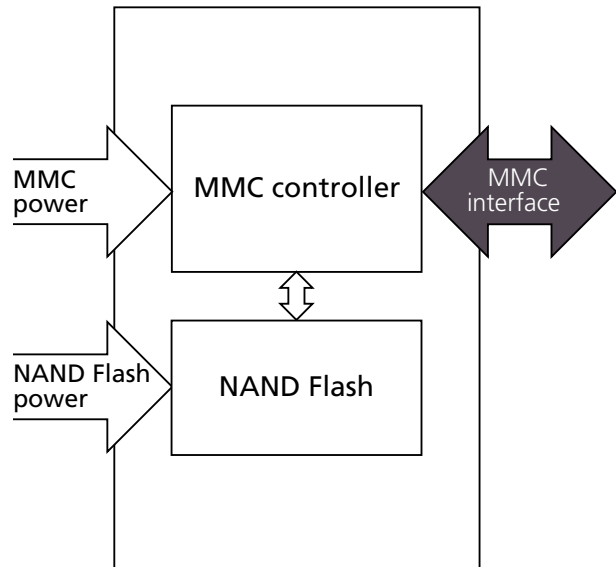 MMC
power
MMC controller
MMC
interface
NAND Flash
power
NAND Flash